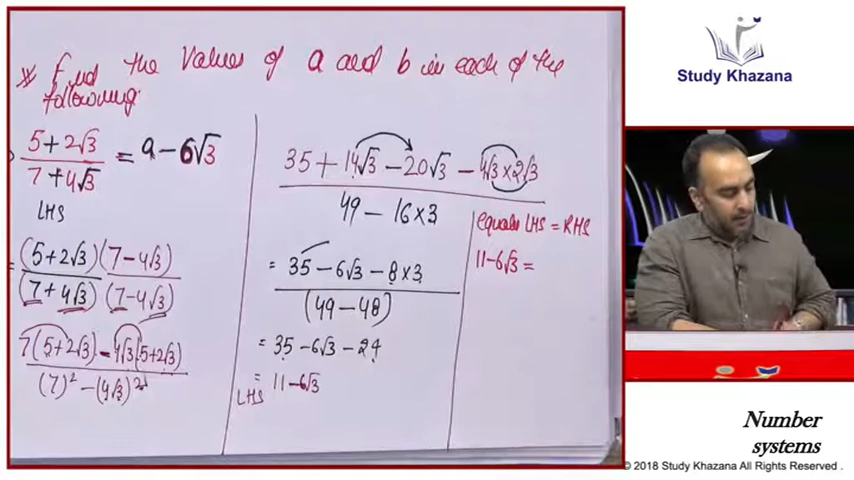 ※ Find the Values of a and b in each of the
following:
5+2√3 / 7+4√3 = a-6√3
LHS
= (5+2√3)(7-4√3) / (7+4√3)(7-4√3)
7(5+2√3)-4√3(5+2√3) / (7)²-(4√3)²
35+14√3-20√3-4√3×2√3 / 49-16×3
= 35-6√3-8×3 / (49-48)
= 35-6√3-24
= 11-6√3
LHS
equate LHS = RHS
11-6√3 =
Study Khazana
Number
systems
© 2018 Study Khazana All Rights Reserved .